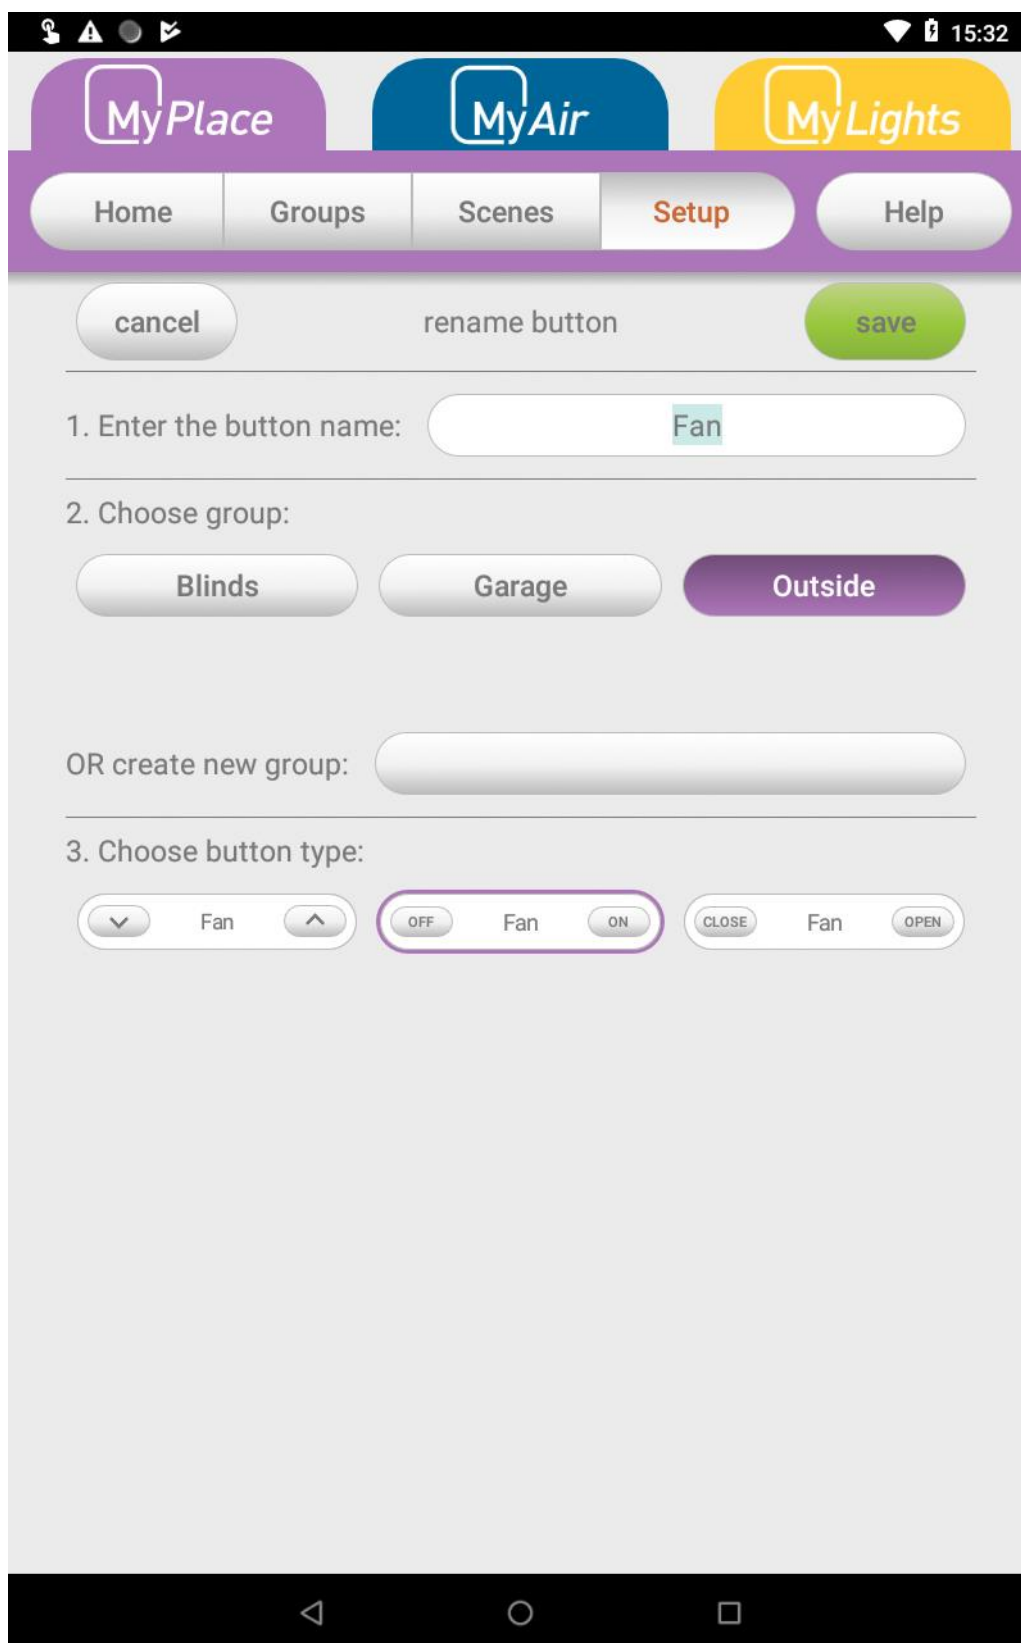 15:32
MyPlace MyAir MyLights
Home Groups Scenes Setup Help
cancel rename button save
1. Enter the button name: Fan
2. Choose group:
Blinds Garage Outside
OR create new group:
3. Choose button type:
Fan OFF Fan ON CLOSE Fan OPEN